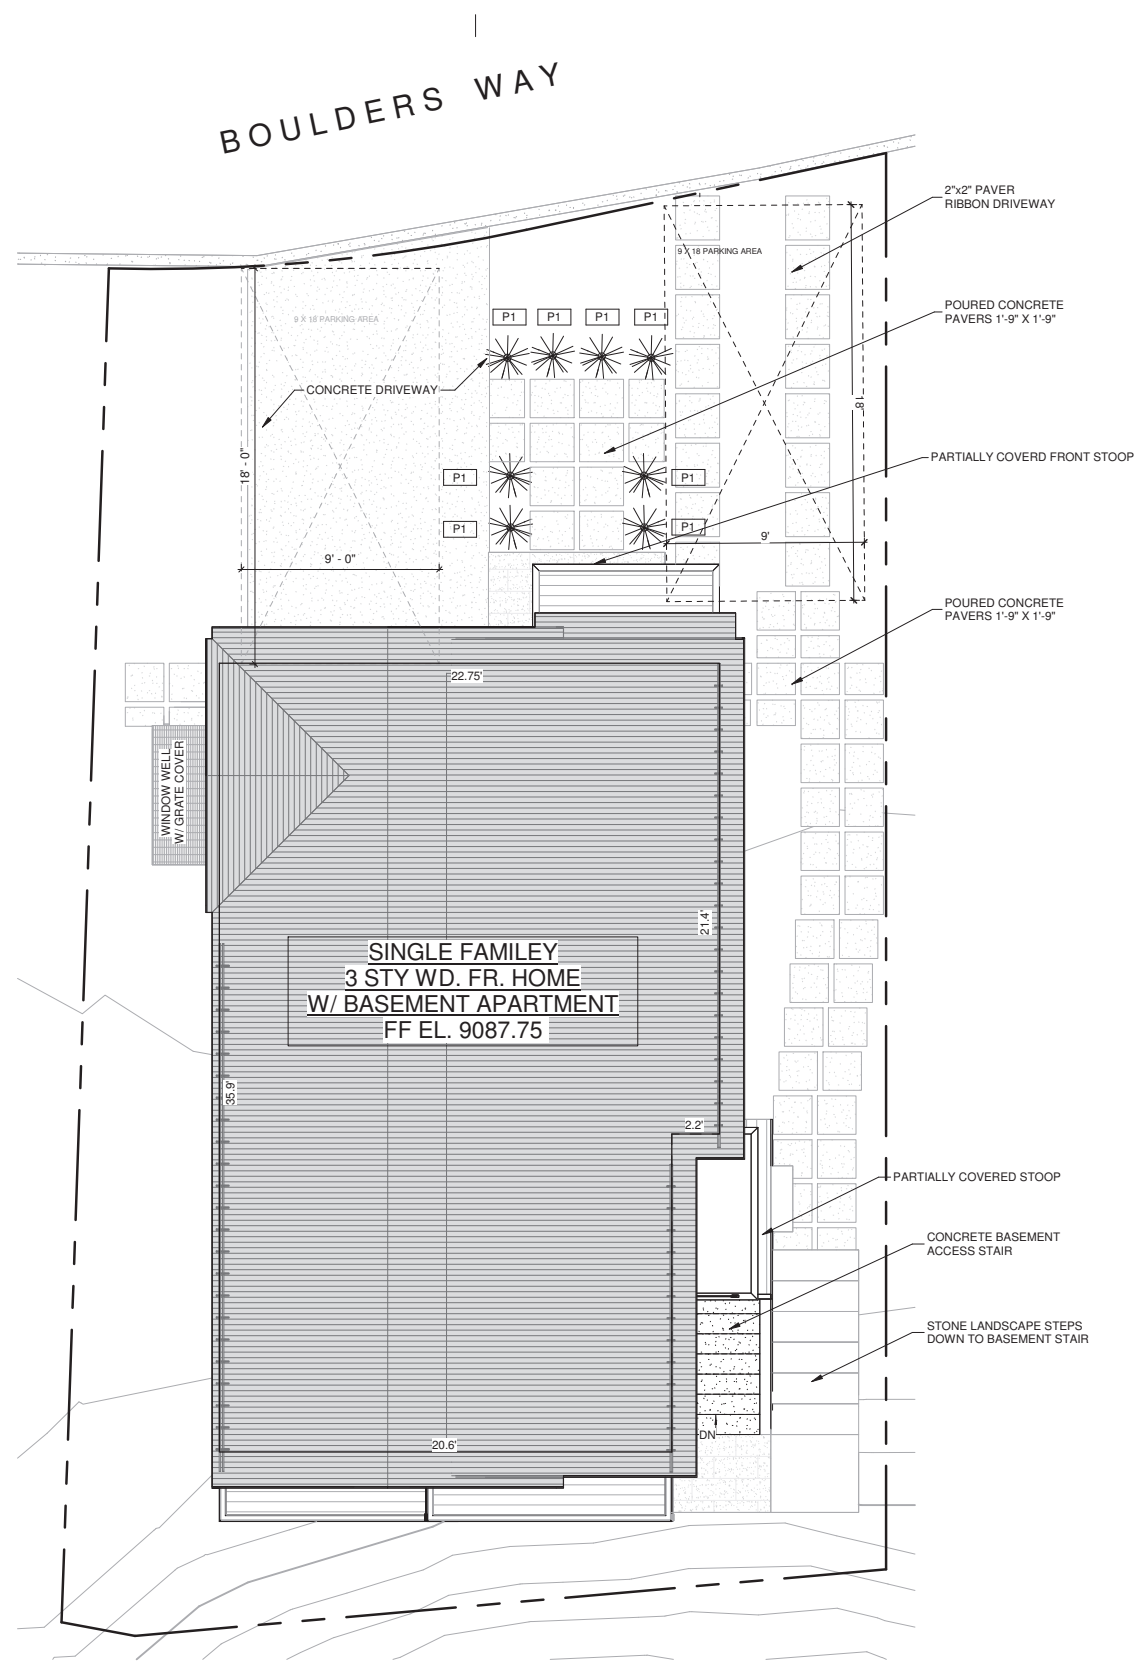 BOULDERS WAY
2"x2" PAVER
RIBBON DRIVEWAY
9 X 18 PARKING AREA
POURED CONCRETE
PAVERS 1'-9" X 1'-9"
P1
P1
P1
P1
9 X 18 PARKING AREA
CONCRETE DRIVEWAY
18'
PARTIALLY COVERD FRONT STOOP
18' - 0"
P1
P1
P1
P1
9'
9' - 0"
POURED CONCRETE
PAVERS 1'-9" X 1'-9"
22.75'
WINDOW WELL
W/ GRATE COVER
21.4'
SINGLE FAMILEY
3 STY WD. FR. HOME
W/ BASEMENT APARTMENT
FF EL. 9087.75
35.9'
2.2'
PARTIALLY COVERED STOOP
CONCRETE BASEMENT
ACCESS STAIR
STONE LANDSCAPE STEPS
DOWN TO BASEMENT STAIR
DN
20.6'